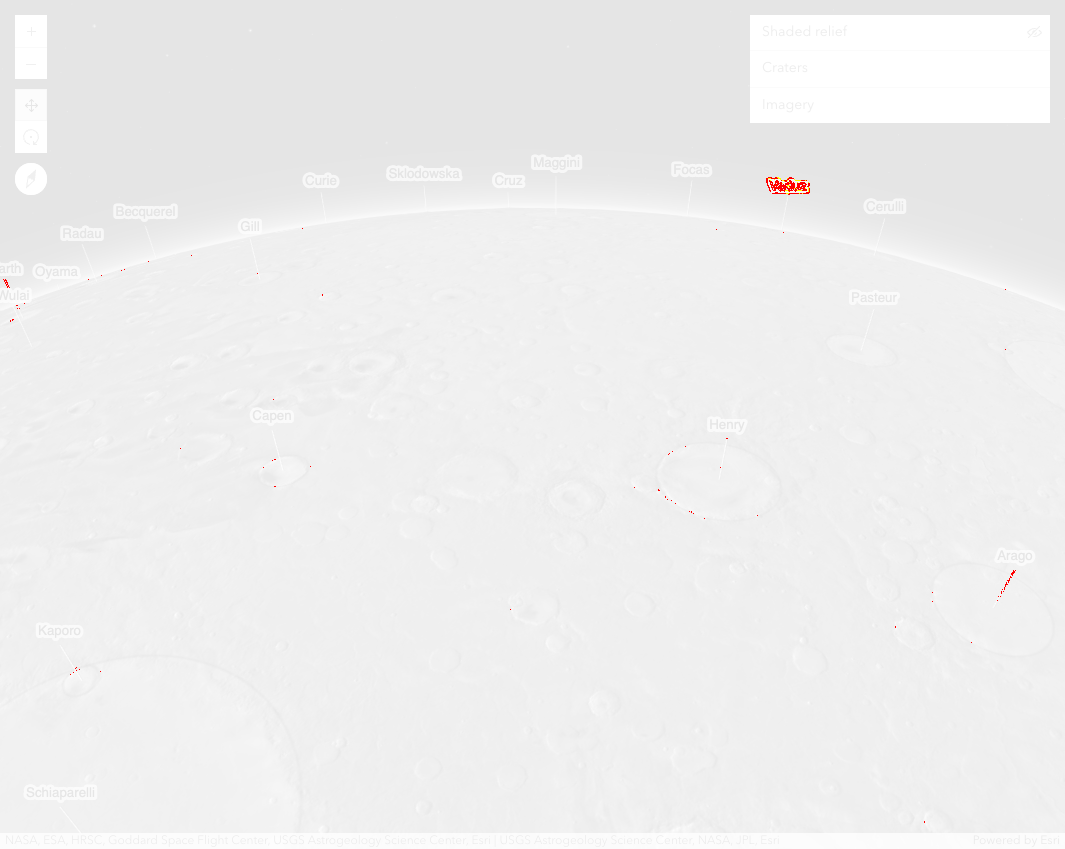 Shaded relief
Craters
Imagery
Maggini
Sklodowska
Focas
Curie
Cruz
Cerulli
Becquerel
Gill
Radau
Oyama
Wulai
Pasteur
Capen
Henry
Arago
Kaporo
Schiaparelli
NASA, ESA, HRSC, Goddard Space Flight Center, USGS Astrogeology Science Center, Esri | USGS Astrogeology Science Center, NASA, JPL, Esri
Powered by Esri